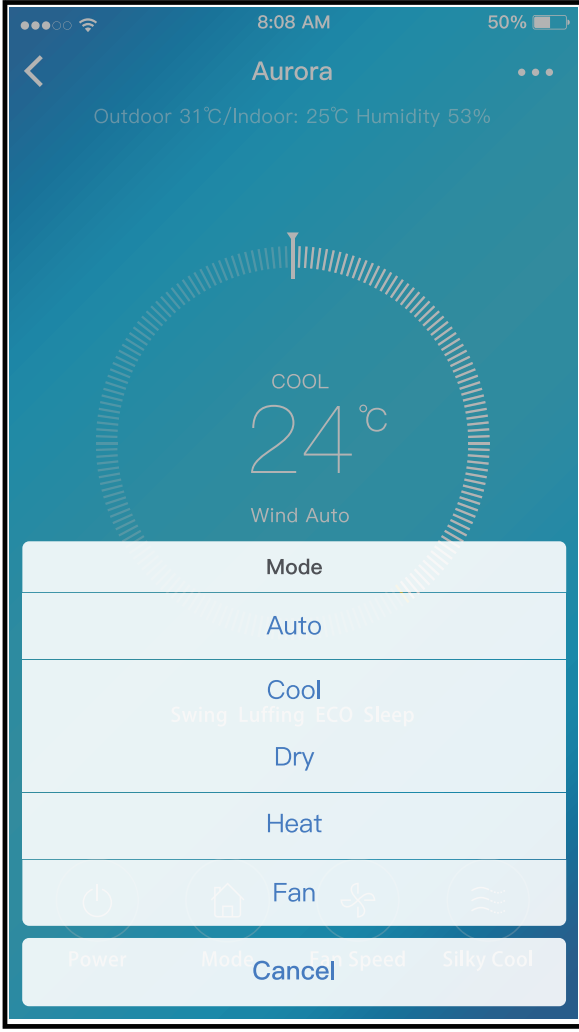 8:08 AM 50%
Aurora
Outdoor 31℃/Indoor: 25℃ Humidity 53%
COOL
24℃
Wind Auto
Mode
Auto
Cool
Swing Luffing ECO Sleep
Dry
Heat
Fan
Power Mode Fan Speed Silky Cool
Cancel